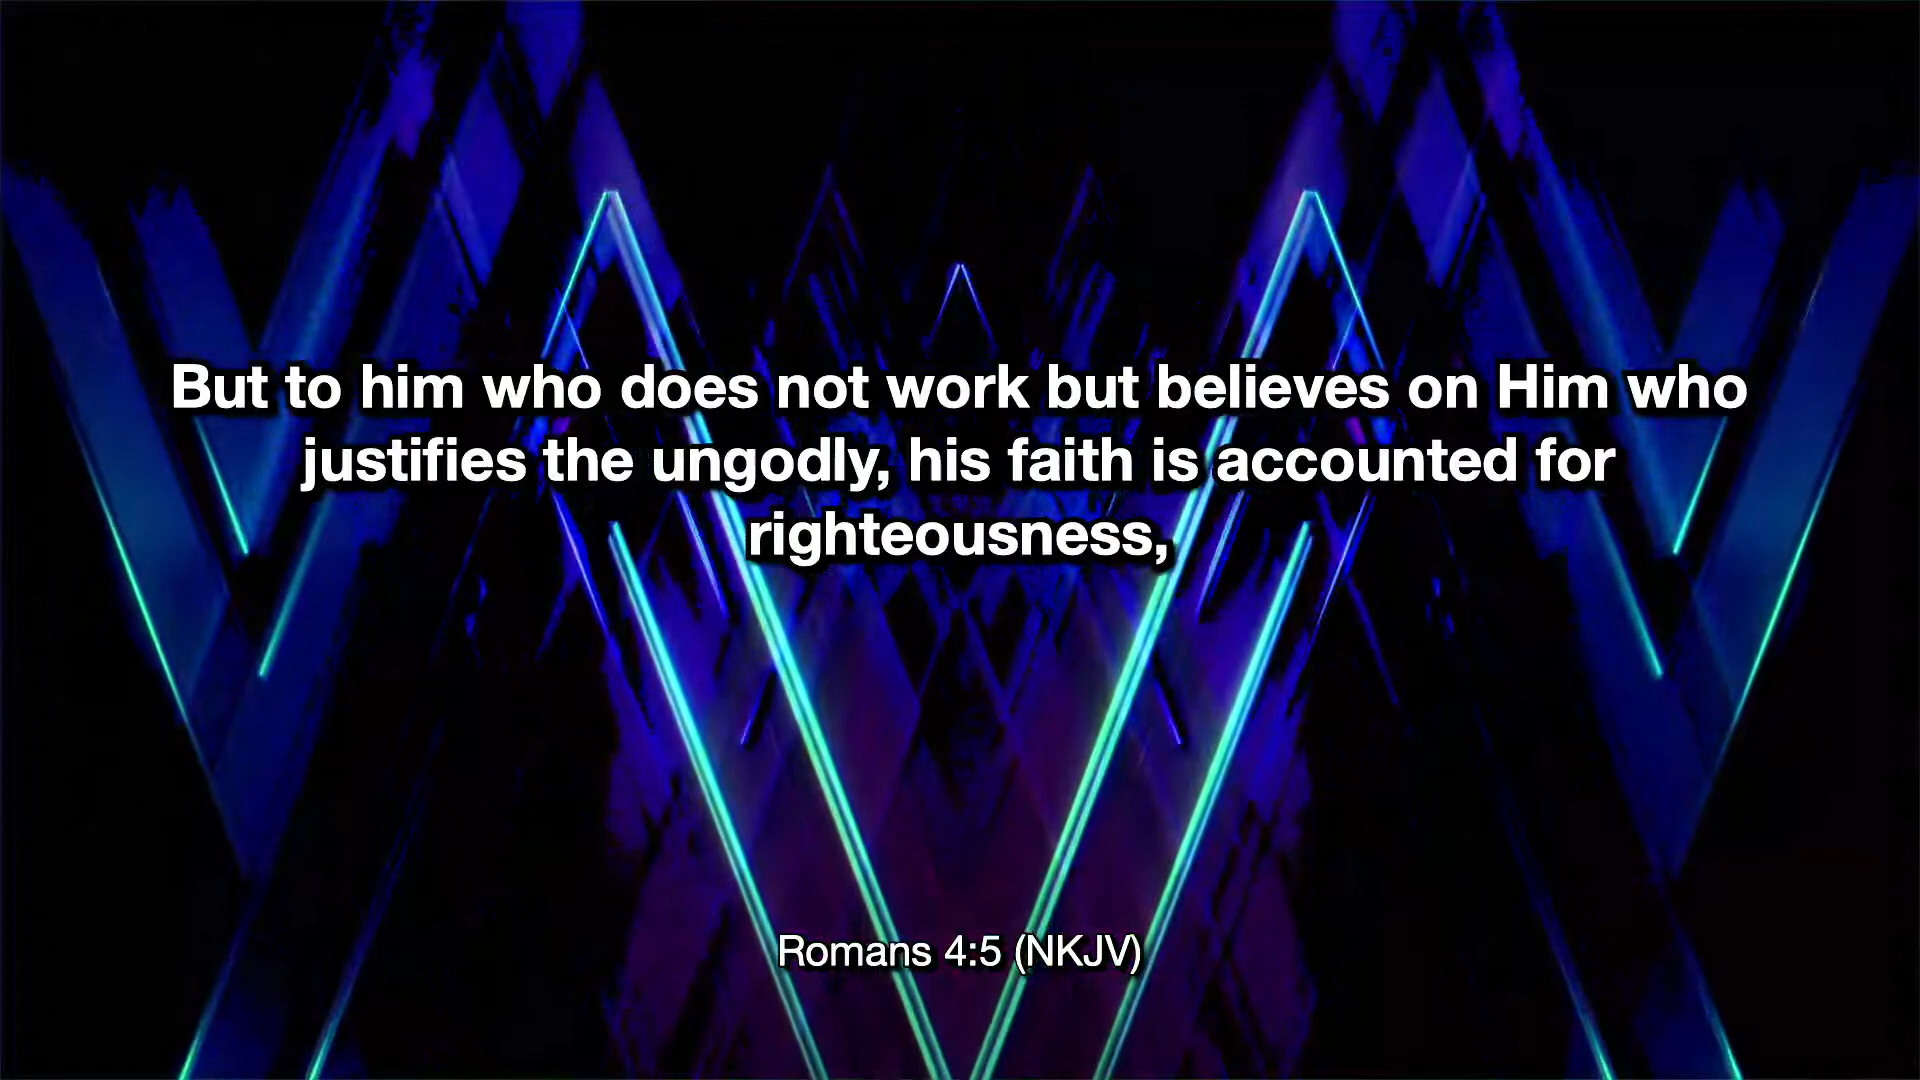 But to him who does not work but believes on Him who
justifies the ungodly, his faith is accounted for
righteousness,
Romans 4:5 (NKJV)